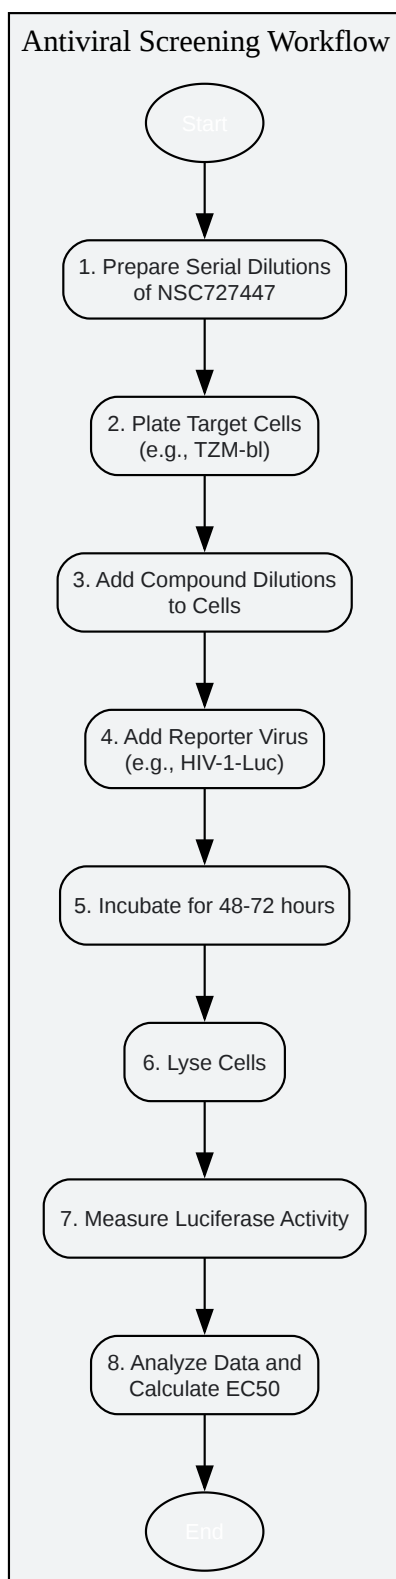 Antiviral Screening Workflow
Start
1. Prepare Serial Dilutions
of NSC727447
2. Plate Target Cells
(e.g., TZM-bl)
3. Add Compound Dilutions
to Cells
4. Add Reporter Virus
(e.g., HIV-1-Luc)
5. Incubate for 48-72 hours
6. Lyse Cells
7. Measure Luciferase Activity
8. Analyze Data and
Calculate EC50
End